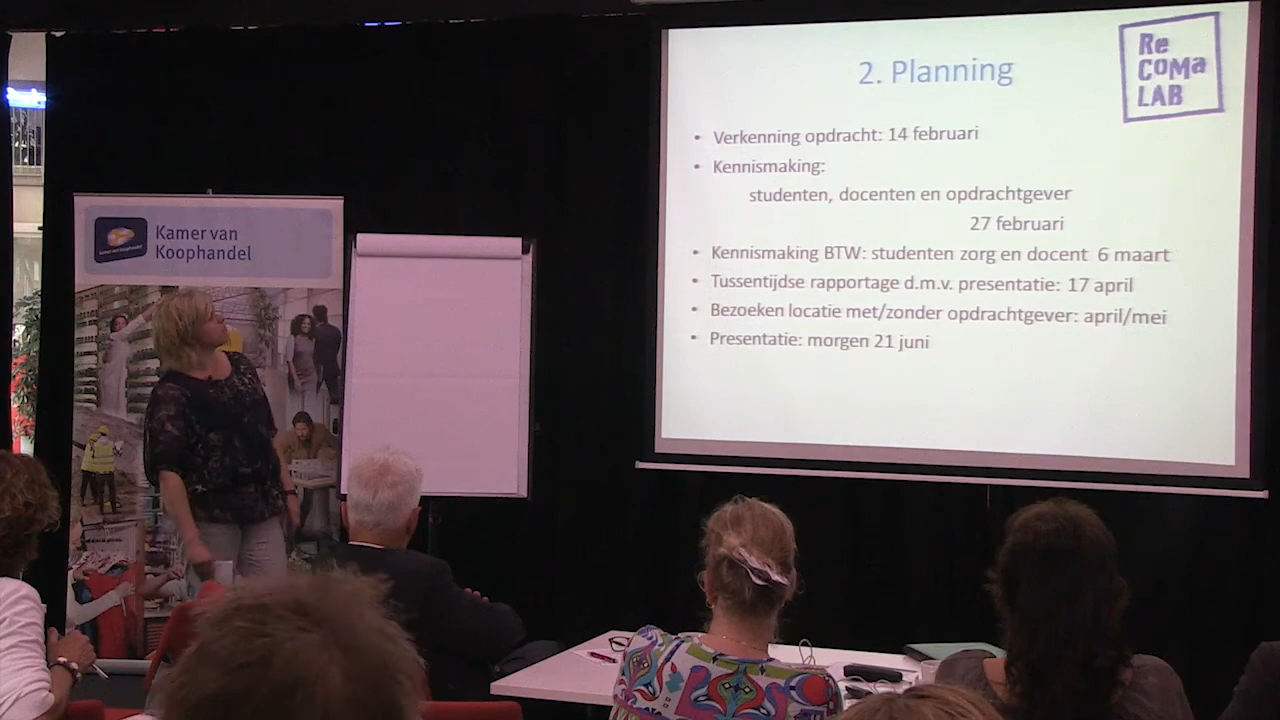 2. Planning
Re
CoMa
LAB
• Verkenning opdracht: 14 februari
• Kennismaking:
studenten, docenten en opdrachtgever
27 februari
• Kennismaking BTW: studenten zorg en docent 6 maart
• Tussentijdse rapportage d.m.v. presentatie: 17 april
• Bezoeken locatie met/zonder opdrachtgever: april/mei
• Presentatie: morgen 21 juni
Kamer van
Koophandel